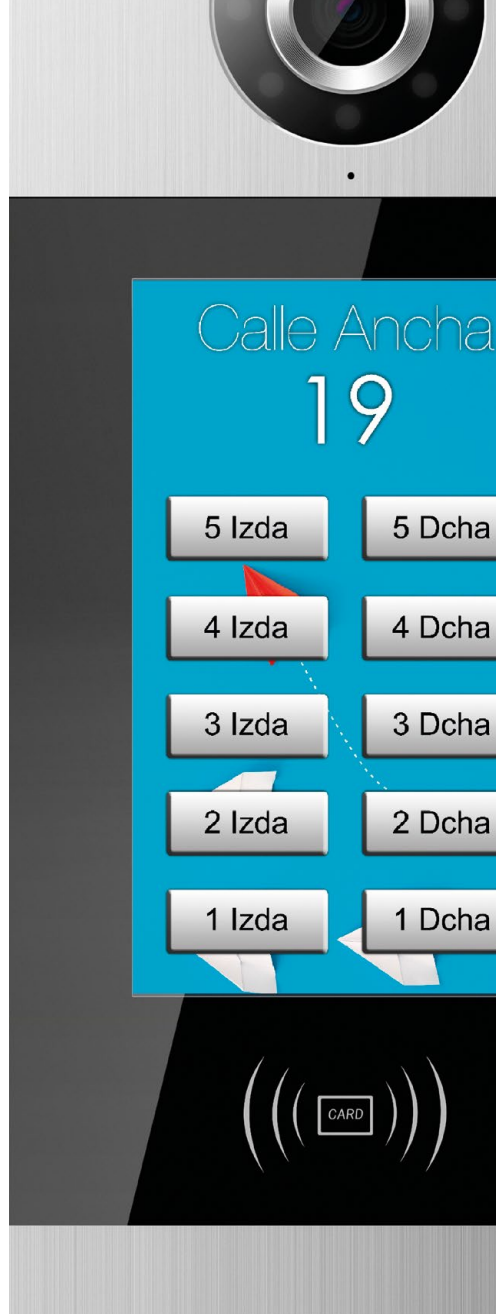 Calle Ancha
19
5 Izda 5 Dcha
4 Izda 4 Dcha
3 Izda 3 Dcha
2 Izda 2 Dcha
1 Izda 1 Dcha
CARD